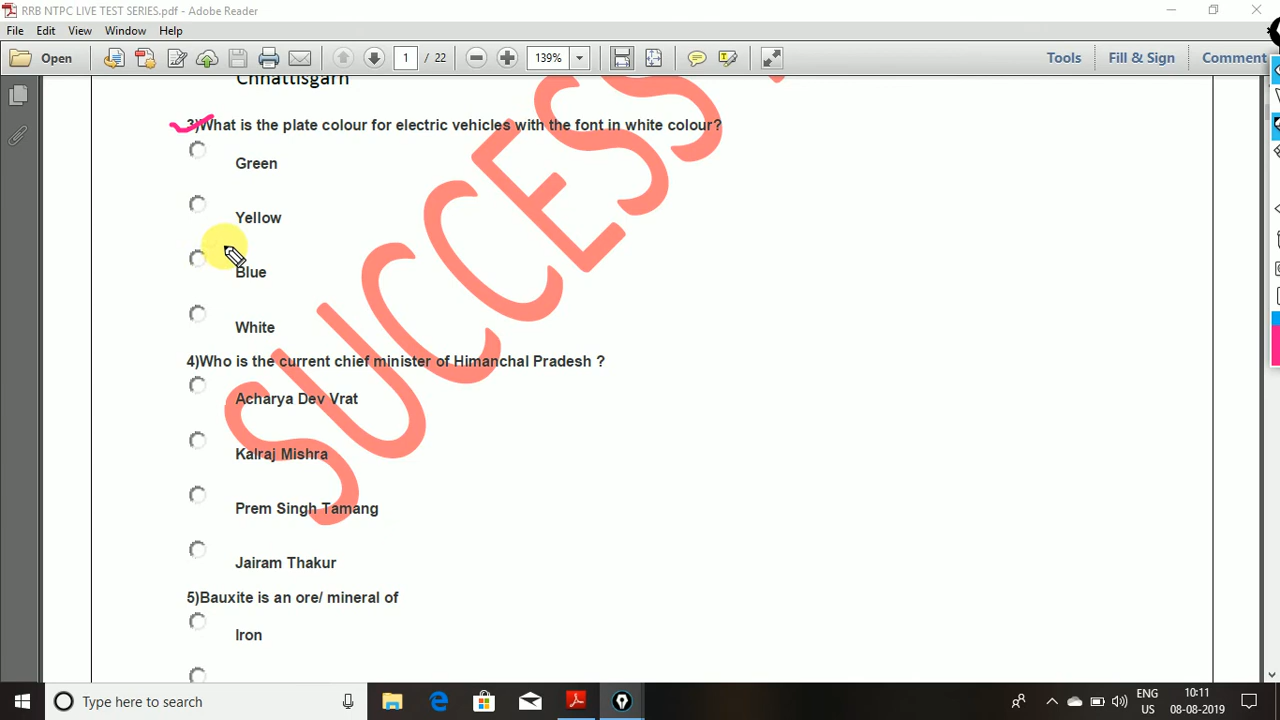 RRB NTPC LIVE TEST SERIES.pdf - Adobe Reader
File Edit View Window Help
Open 1 / 22 139% Tools Fill & Sign Comment
Chhattisgarh
3)What is the plate colour for electric vehicles with the font in white colour?
Green
Yellow
Blue
White
4)Who is the current chief minister of Himanchal Pradesh ?
Acharya Dev Vrat
Kalraj Mishra
Prem Singh Tamang
Jairam Thakur
5)Bauxite is an ore/ mineral of
Iron
SUCCESS
Type here to search
ENG 10:11
US 08-08-2019